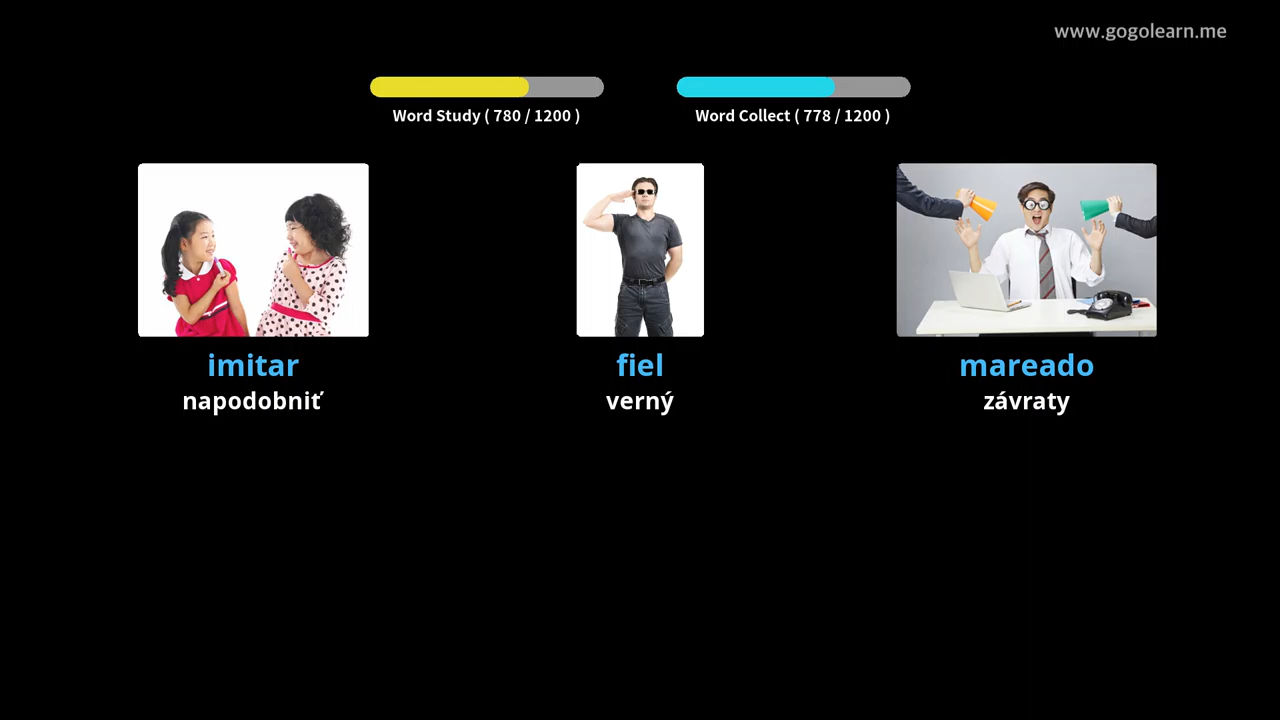 www.gogolearn.me
Word Study ( 780 / 1200 )
Word Collect ( 778 / 1200 )
imitar
napodobniť
fiel
verný
mareado
závraty